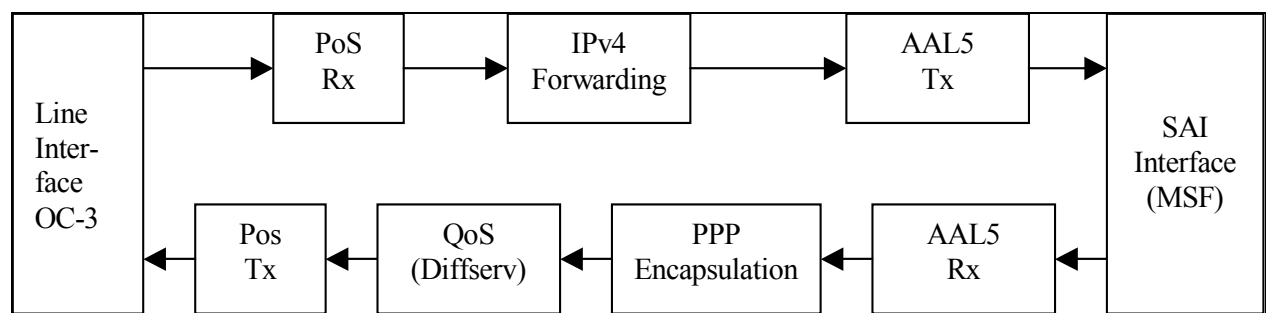 Line
Inter-
face
OC-3
PoS
Rx
IPv4
Forwarding
AAL5
Tx
SAI
Interface
(MSF)
Pos
Tx
QoS
(Diffserv)
PPP
Encapsulation
AAL5
Rx